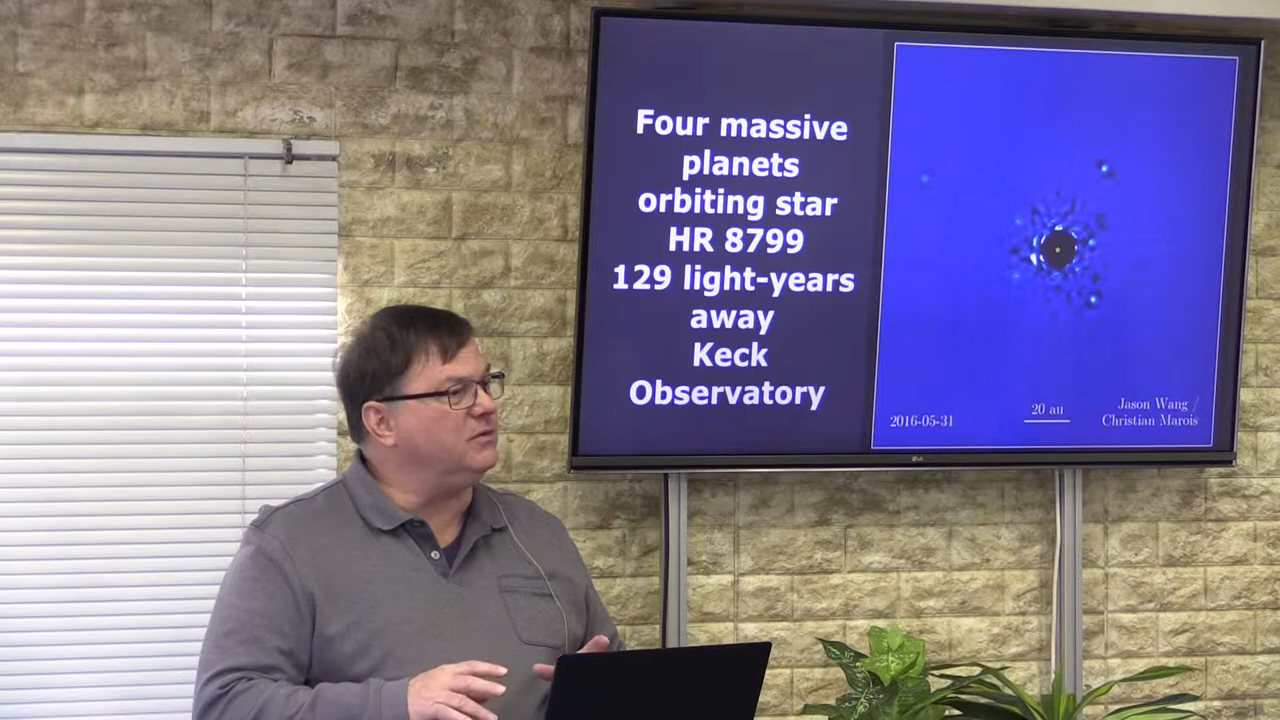 Four massive
planets
orbiting star
HR 8799
129 light-years
away
Keck
Observatory
2016-05-31
20 au
Jason Wang /
Christian Marois
LG